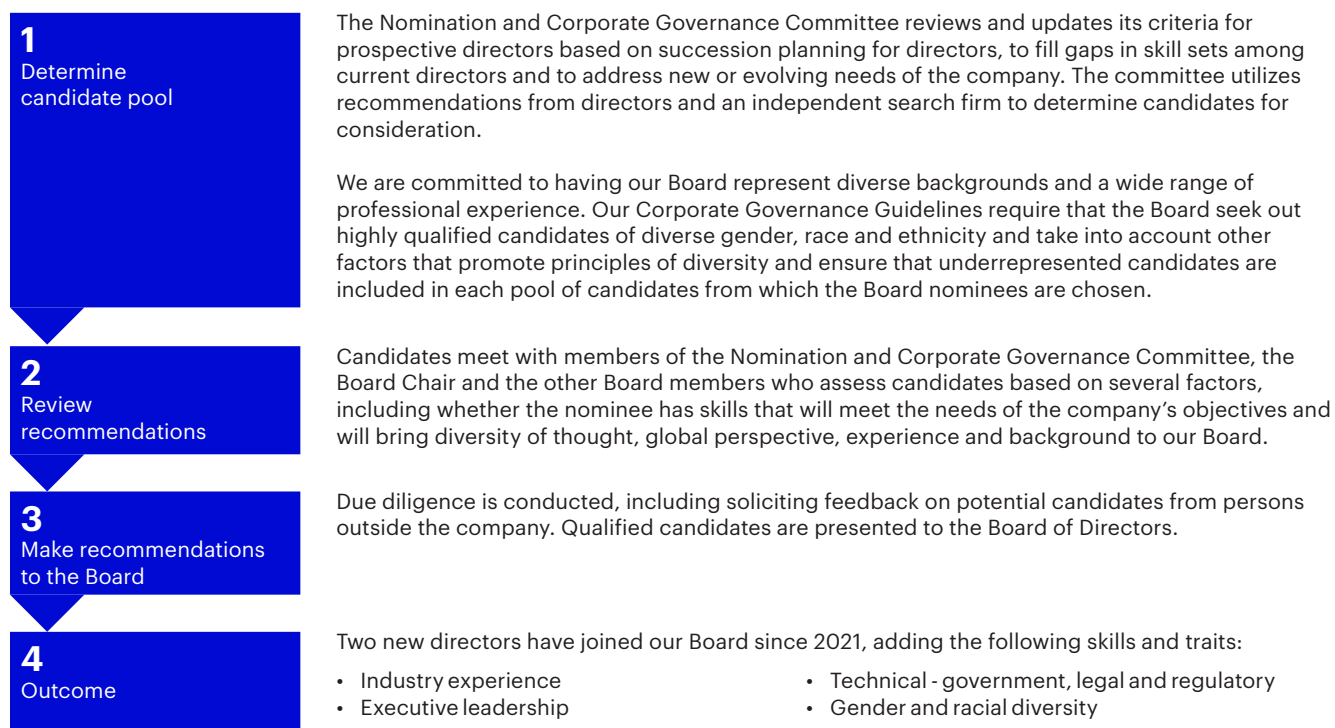 1
Determine
candidate pool
The Nomination and Corporate Governance Committee reviews and updates its criteria for
prospective directors based on succession planning for directors, to fill gaps in skill sets among
current directors and to address new or evolving needs of the company. The committee utilizes
recommendations from directors and an independent search firm to determine candidates for
consideration.
We are committed to having our Board represent diverse backgrounds and a wide range of
professional experience. Our Corporate Governance Guidelines require that the Board seek out
highly qualified candidates of diverse gender, race and ethnicity and take into account other
factors that promote principles of diversity and ensure that underrepresented candidates are
included in each pool of candidates from which the Board nominees are chosen.
2
Review
recommendations
Candidates meet with members of the Nomination and Corporate Governance Committee, the
Board Chair and the other Board members who assess candidates based on several factors,
including whether the nominee has skills that will meet the needs of the company's objectives and
will bring diversity of thought, global perspective, experience and background to our Board.
3
Make recommendations
to the Board
Due diligence is conducted, including soliciting feedback on potential candidates from persons
outside the company. Qualified candidates are presented to the Board of Directors.
4
Outcome
Two new directors have joined our Board since 2021, adding the following skills and traits:
• Industry experience
• Executive leadership
• Technical - government, legal and regulatory
• Gender and racial diversity